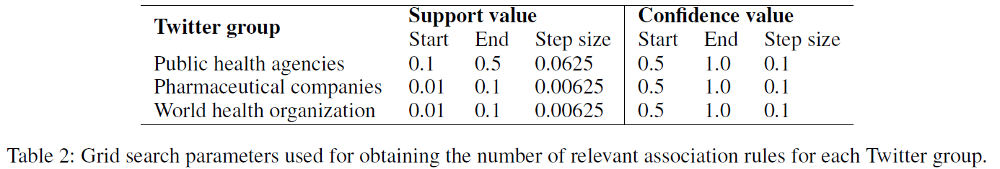 Twitter group Support value Confidence value
Start End Step size Start End Step size
Public health agencies 0.1 0.5 0.0625 0.5 1.0 0.1
Pharmaceutical companies 0.01 0.1 0.00625 0.5 1.0 0.1
World health organization 0.01 0.1 0.00625 0.5 1.0 0.1
Table 2: Grid search parameters used for obtaining the number of relevant association rules for each Twitter group.